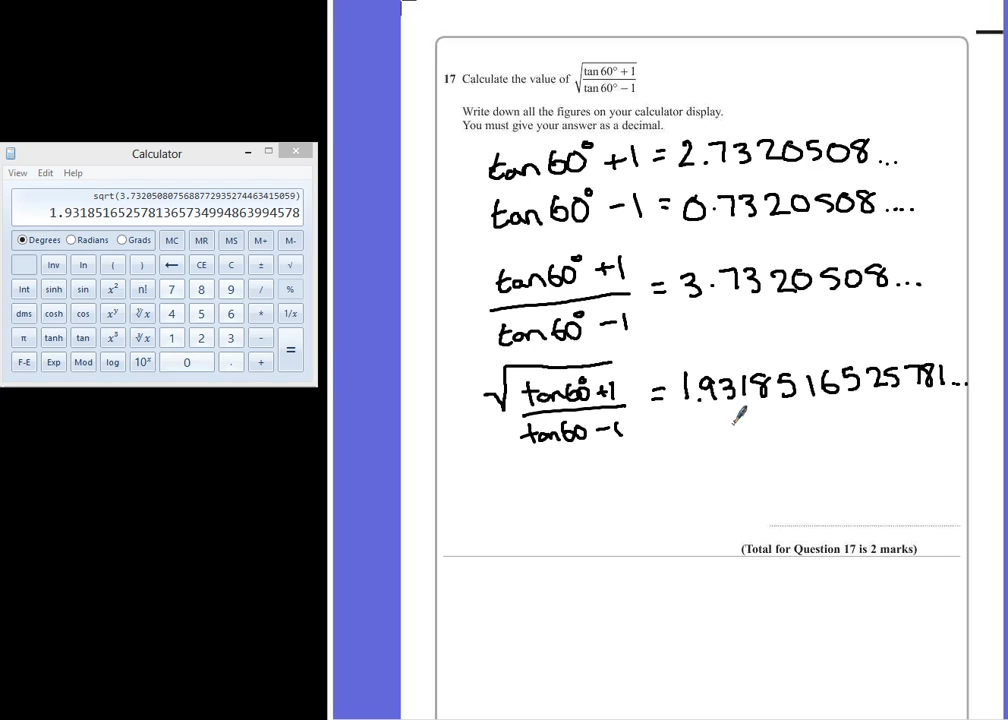 Calculator
View Edit Help
sqrt(3.7320508075688772935274463415059)
1.9318516525781365734994863994578
Degrees Radians Grads MC MR MS M+ M-
Inv ln ( ) ← CE C ± √
Int sinh sin x² n! 7 8 9 / %
dms cosh cos xʸ ʸ√x 4 5 6 * 1/x
π tanh tan x³ ³√x 1 2 3 - =
F-E Exp Mod log 10ˣ 0 . +
17 Calculate the value of √((tan 60° + 1)/(tan 60° − 1))
Write down all the figures on your calculator display.
You must give your answer as a decimal.
tan 60° + 1 = 2.7320508...
tan 60° − 1 = 0.7320508....
(tan60° + 1)/(tan60° − 1) = 3.7320508...
√((tan60° + 1)/(tan60 − 1)) = 1.9318516525781...
(Total for Question 17 is 2 marks)